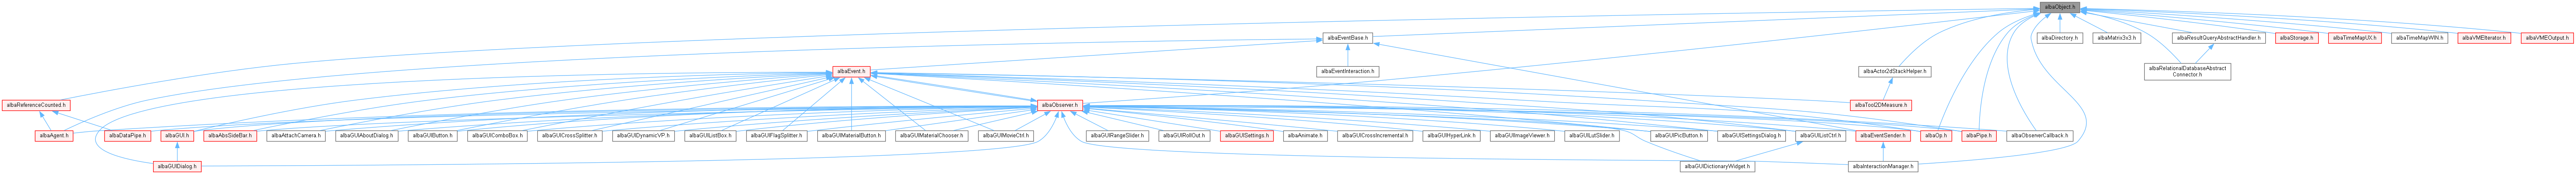 albaObject.h
albaEventBase.h
albaDirectory.h
albaMatrix3x3.h
albaResultQueryAbstractHandler.h
albaStorage.h
albaTimeMapUX.h
albaTimeMapWIN.h
albaVMEIterator.h
albaVMEOutput.h
albaEvent.h
albaEventInteraction.h
albaActor2dStackHelper.h
albaRelationalDatabaseAbstract
Connector.h
albaReferenceCounted.h
albaObserver.h
albaTool2DMeasure.h
albaAgent.h
albaDataPipe.h
albaGUI.h
albaAbsSideBar.h
albaAttachCamera.h
albaGUIAboutDialog.h
albaGUIButton.h
albaGUIComboBox.h
albaGUICrossSplitter.h
albaGUIDynamicVP.h
albaGUIListBox.h
albaGUIFlagSplitter.h
albaGUIMaterialButton.h
albaGUIMaterialChooser.h
albaGUIMovieCtrl.h
albaGUIRangeSlider.h
albaGUIRollOut.h
albaGUISettings.h
albaAnimate.h
albaGUICrossIncremental.h
albaGUIHyperLink.h
albaGUIImageViewer.h
albaGUILutSlider.h
albaGUIPicButton.h
albaGUISettingsDialog.h
albaGUIListCtrl.h
albaEventSender.h
albaOp.h
albaPipe.h
albaObserverCallback.h
albaGUIDialog.h
albaGUIDictionaryWidget.h
albaInteractionManager.h